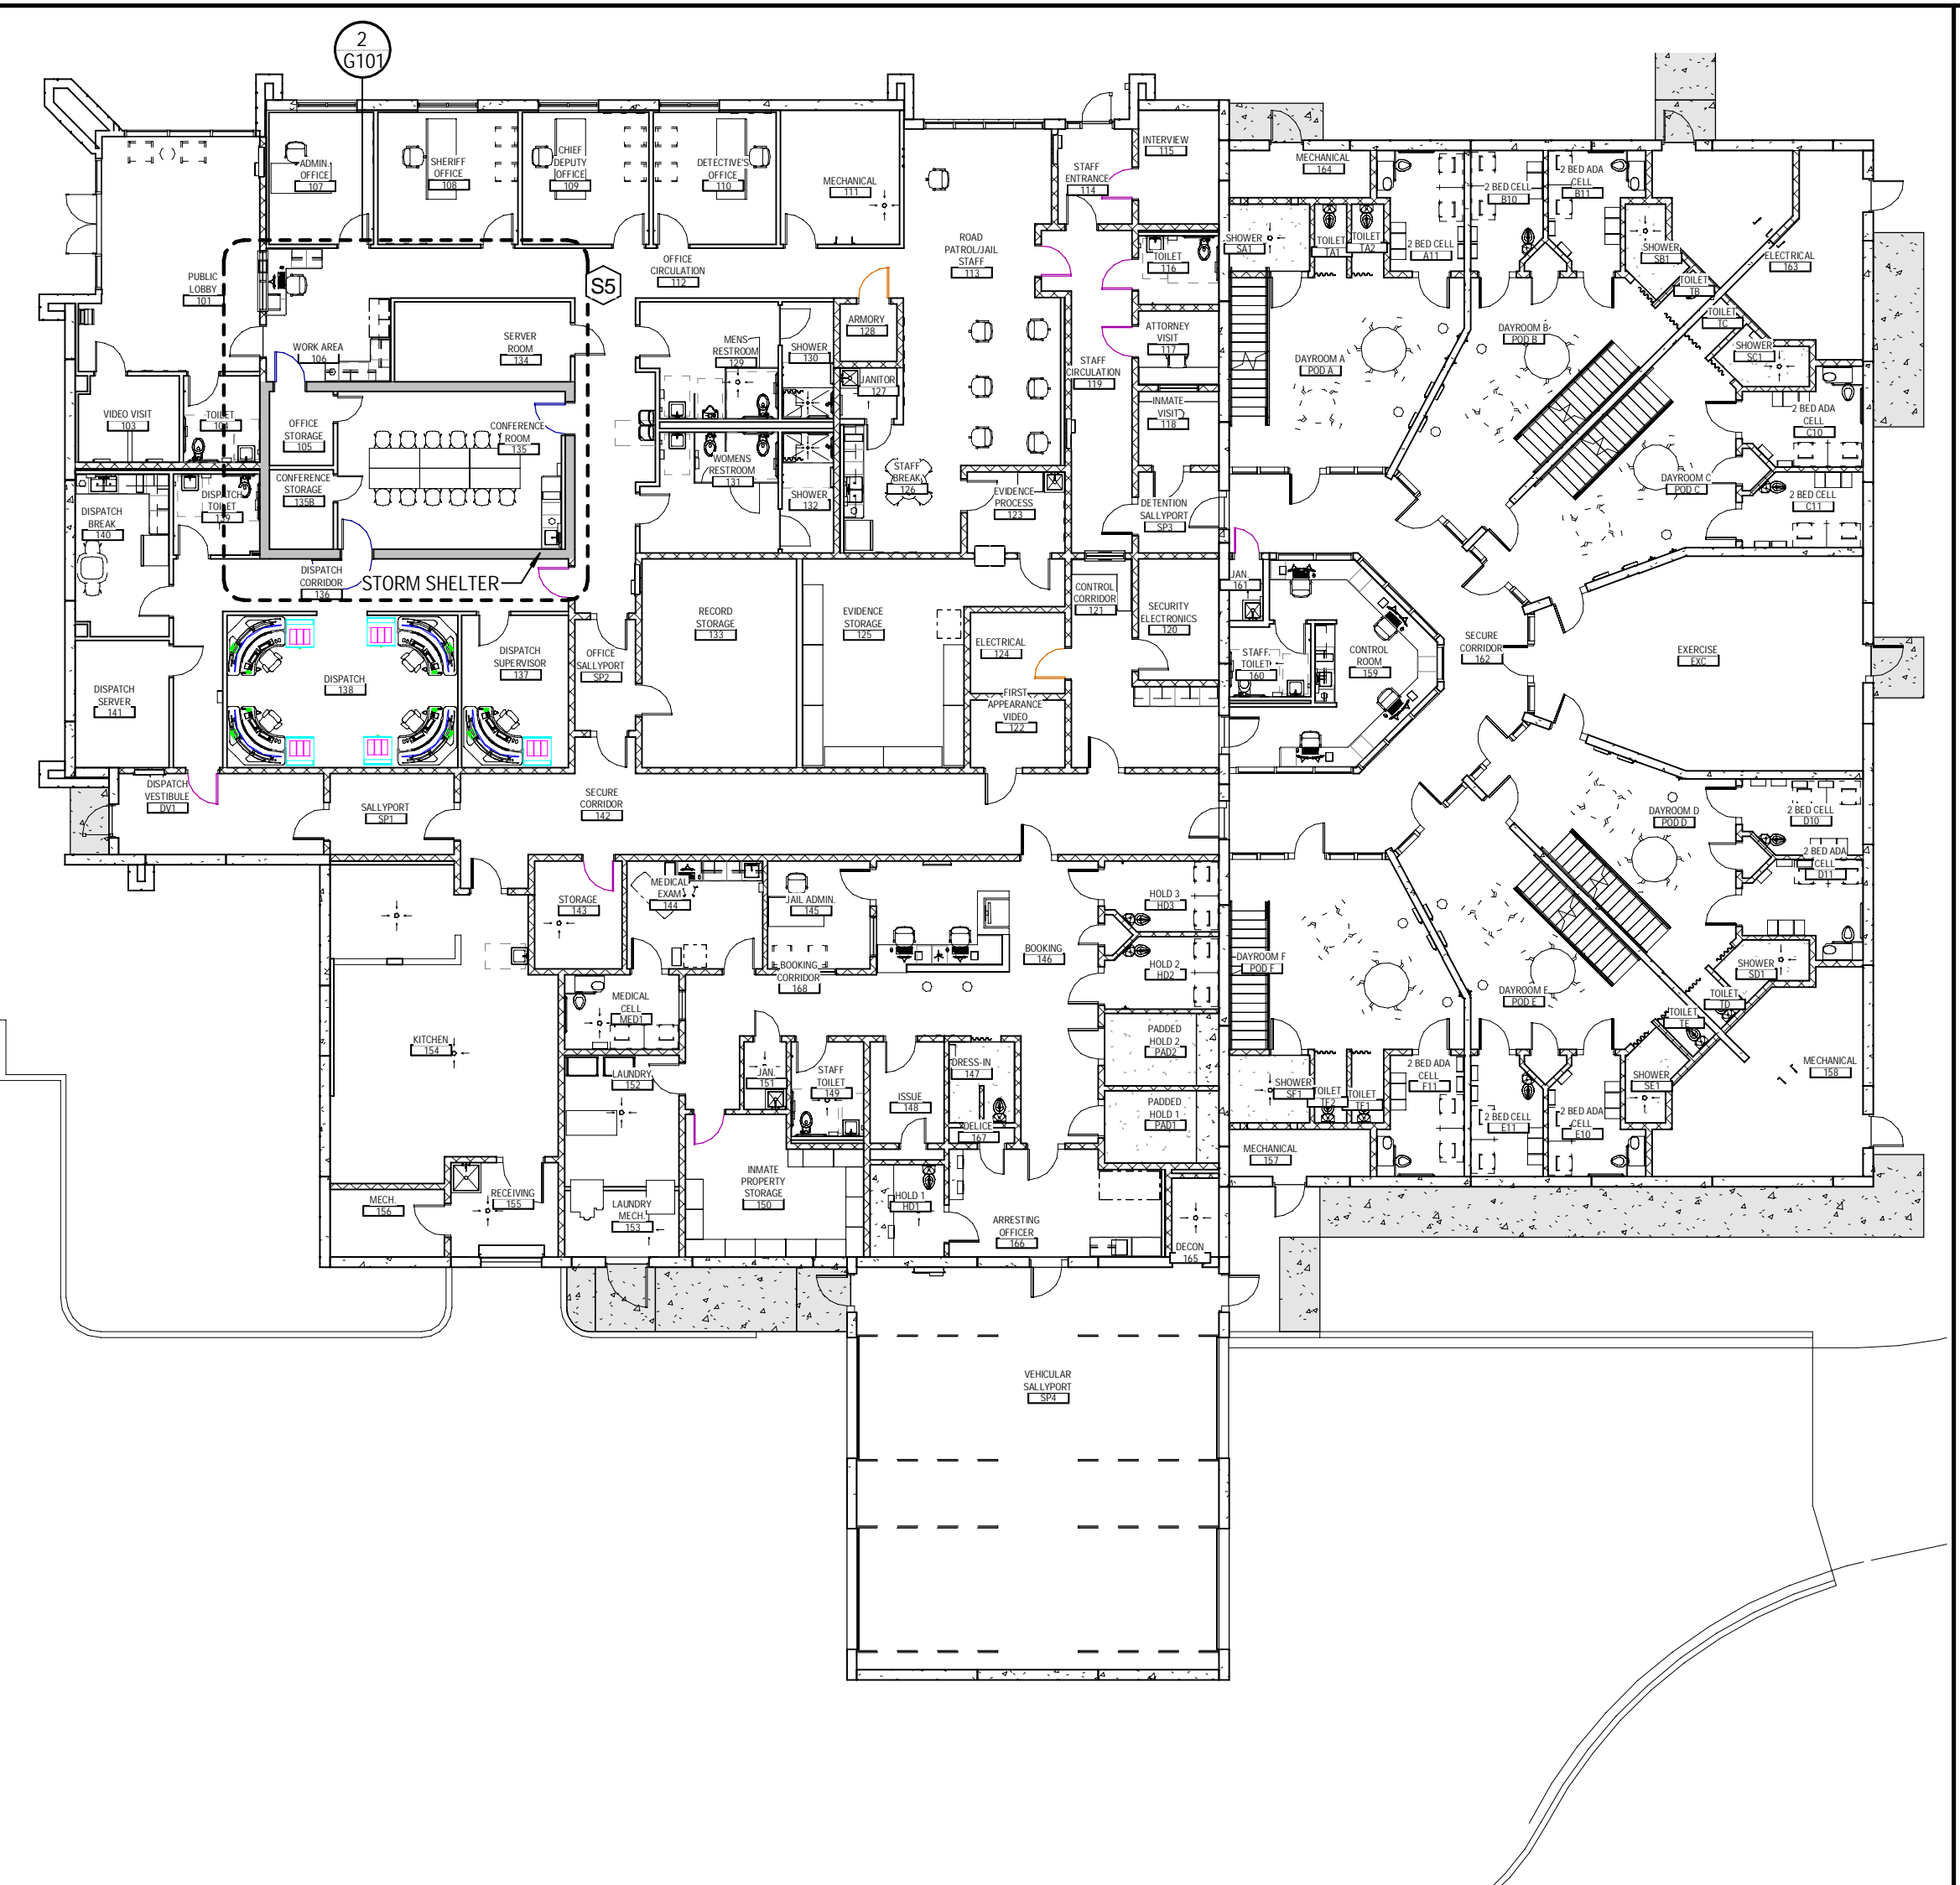 2
G101
ADMIN.
OFFICE
107
SHERIFF
OFFICE
108
CHIEF
DEPUTY
OFFICE
109
DETECTIVE'S
OFFICE
110
MECHANICAL
111
STAFF
ENTRANCE
114
INTERVIEW
115
MECHANICAL
164
2 BED CELL
B10
2 BED ADA
CELL
B11
PUBLIC
LOBBY
101
OFFICE
CIRCULATION
112
S5
ROAD
PATROL/JAIL
STAFF
113
TOILET
116
SHOWER
SA1
TOILET
TA1
TOILET
TA2
2 BED CELL
A11
SHOWER
SB1
ELECTRICAL
163
TOILET
TB
TOILET
TC
WORK AREA
106
SERVER
ROOM
134
MENS
RESTROOM
129
SHOWER
130
ARMORY
128
JANITOR
127
STAFF
CIRCULATION
119
ATTORNEY
VISIT
117
DAYROOM A
POD A
DAYROOM B
POD B
SHOWER
SC1
VIDEO VISIT
103
TOILET
104
OFFICE
STORAGE
105
CONFERENCE
ROOM
135
INMATE
VISIT
118
2 BED ADA
CELL
C10
CONFERENCE
STORAGE
135B
WOMENS
RESTROOM
131
SHOWER
132
STAFF
BREAK
126
EVIDENCE
PROCESS
123
DETENTION
SALLYPORT
SP3
DAYROOM C
POD C
2 BED CELL
C11
DISPATCH
BREAK
140
DISPATCH
TOILET
139
DISPATCH
CORRIDOR
136
STORM SHELTER
RECORD
STORAGE
133
EVIDENCE
STORAGE
125
CONTROL
CORRIDOR
121
SECURITY
ELECTRONICS
120
JAN.
161
DISPATCH
SERVER
141
DISPATCH
138
DISPATCH
SUPERVISOR
137
OFFICE
SALLYPORT
SP2
ELECTRICAL
124
FIRST
APPEARANCE
VIDEO
122
STAFF
TOILET
160
CONTROL
ROOM
159
SECURE
CORRIDOR
162
EXERCISE
EXC
DISPATCH
VESTIBULE
DV1
SALLYPORT
SP1
SECURE
CORRIDOR
142
DAYROOM D
POD D
2 BED CELL
D10
2 BED ADA
CELL
D11
STORAGE
143
MEDICAL
EXAM
144
JAIL ADMIN.
145
HOLD 3
HD3
BOOKING
CORRIDOR
168
BOOKING
146
HOLD 2
HD2
DAYROOM F
POD F
DAYROOM E
POD E
SHOWER
SD1
TOILET
TD
TOILET
TE
MEDICAL
CELL
MED1
KITCHEN
154
LAUNDRY
152
JAN.
151
STAFF
TOILET
149
ISSUE
148
DRESS-IN
147
DELICE
167
PADDED
HOLD 2
PAD2
PADDED
HOLD 1
PAD1
SHOWER
SF1
TOILET
TF2
TOILET
TF1
2 BED ADA
CELL
F11
2 BED CELL
E11
2 BED ADA
CELL
E10
SHOWER
SE1
MECHANICAL
158
MECHANICAL
157
MECH.
156
RECEIVING
155
LAUNDRY
MECH.
153
INMATE
PROPERTY
STORAGE
150
HOLD 1
HD1
ARRESTING
OFFICER
166
DECON
165
VEHICULAR
SALLYPORT
SP4